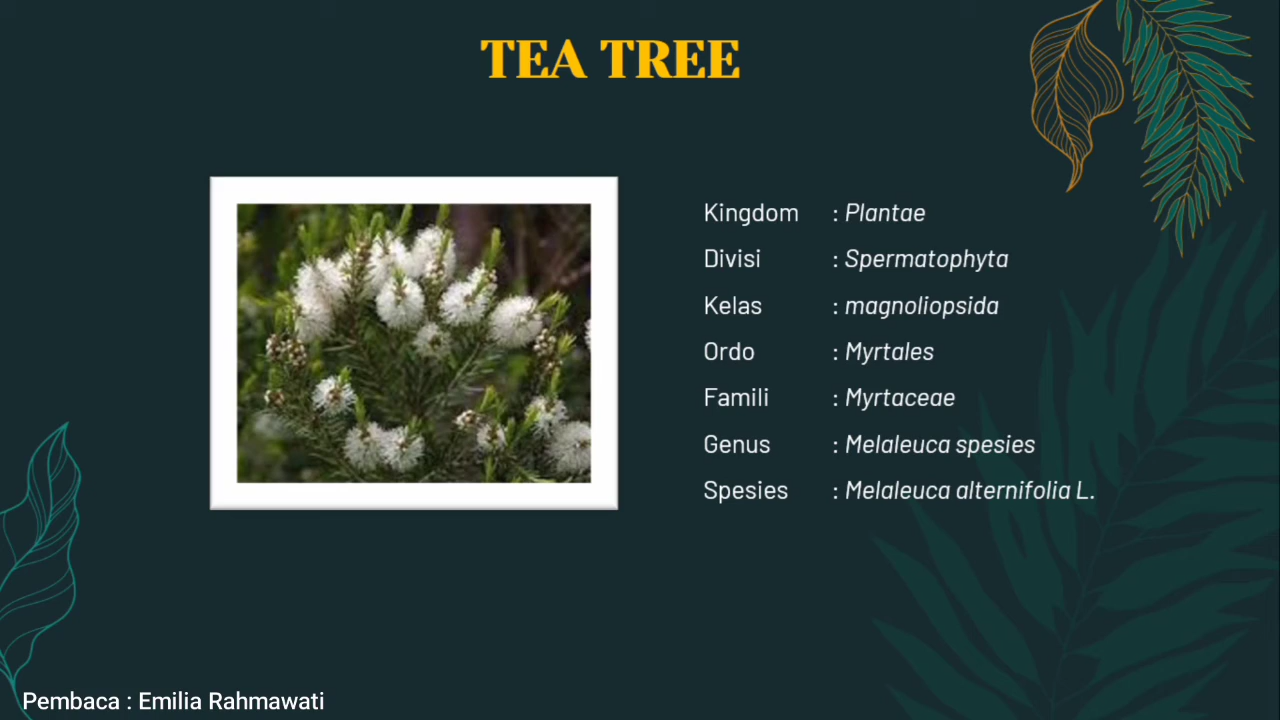 TEA TREE
Kingdom : Plantae
Divisi : Spermatophyta
Kelas : magnoliopsida
Ordo : Myrtales
Famili : Myrtaceae
Genus : Melaleuca spesies
Spesies : Melaleuca alternifolia L.
Pembaca : Emilia Rahmawati